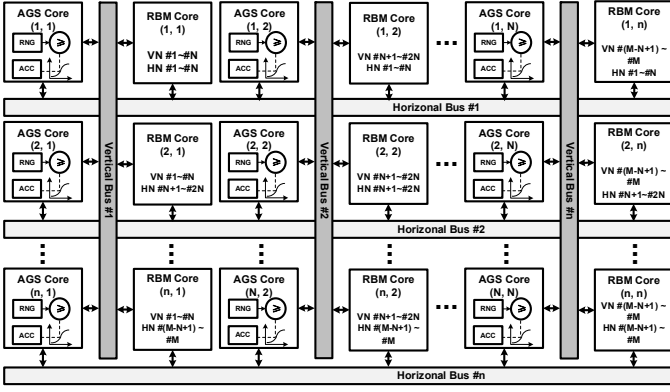 AGS Core
(1, 1)
RNG
≥
ACC
RBM Core
(1, 1)
VN #1~#N
HN #1~#N
AGS Core
(1, 2)
RNG
≥
ACC
RBM Core
(1, 2)
VN #N+1~#2N
HN #1~#N
AGS Core
(1, N)
RNG
≥
ACC
RBM Core
(1, n)
VN #(M-N+1) ~
#M
HN #1~#N
Horizonal Bus #1
AGS Core
(2, 1)
RNG
≥
ACC
Vertical Bus #1
RBM Core
(2, 1)
VN #1~#N
HN #N+1~#2N
AGS Core
(2, 2)
RNG
≥
ACC
Vertical Bus #2
RBM Core
(2, 2)
VN #N+1~#2N
HN #N+1~#2N
AGS Core
(2, N)
RNG
≥
ACC
Vertical Bus #n
RBM Core
(2, n)
VN #(M-N+1) ~
#M
HN #N+1~#2N
Horizonal Bus #2
AGS Core
(n, 1)
RNG
≥
ACC
RBM Core
(n, 1)
VN #1~#N
HN #(M-N+1) ~
#M
AGS Core
(N, 2)
RNG
≥
ACC
RBM Core
(n, 2)
VN #N+1~#2N
HN #(M-N+1) ~
#M
AGS Core
(N, N)
RNG
≥
ACC
RBM Core
(n, n)
VN #(M-N+1) ~
#M
HN #(M-N+1) ~
#M
Horizonal Bus #n